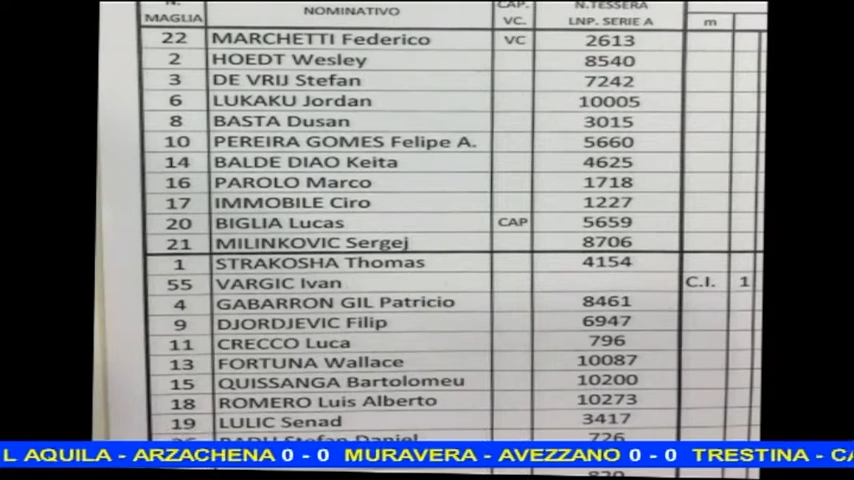 N. MAGLIA NOMINATIVO CAP. VC. N.TESSERA LNP. SERIE A m
22 MARCHETTI Federico VC 2613
2 HOEDT Wesley 8540
3 DE VRIJ Stefan 7242
6 LUKAKU Jordan 10005
8 BASTA Dusan 3015
10 PEREIRA GOMES Felipe A. 5660
14 BALDE DIAO Keita 4625
16 PAROLO Marco 1718
17 IMMOBILE Ciro 1227
20 BIGLIA Lucas CAP 5659
21 MILINKOVIC Sergej 8706
1 STRAKOSHA Thomas 4154
55 VARGIC Ivan C.I. 1
4 GABARRON GIL Patricio 8461
9 DJORDJEVIC Filip 6947
11 CRECCO Luca 796
13 FORTUNA Wallace 10087
15 QUISSANGA Bartolomeu 10200
18 ROMERO Luis Alberto 10273
19 LULIC Senad 3417
26 RADU Stefan Daniel 726
L AQUILA - ARZACHENA 0 - 0 MURAVERA - AVEZZANO 0 - 0 TRESTINA - CA